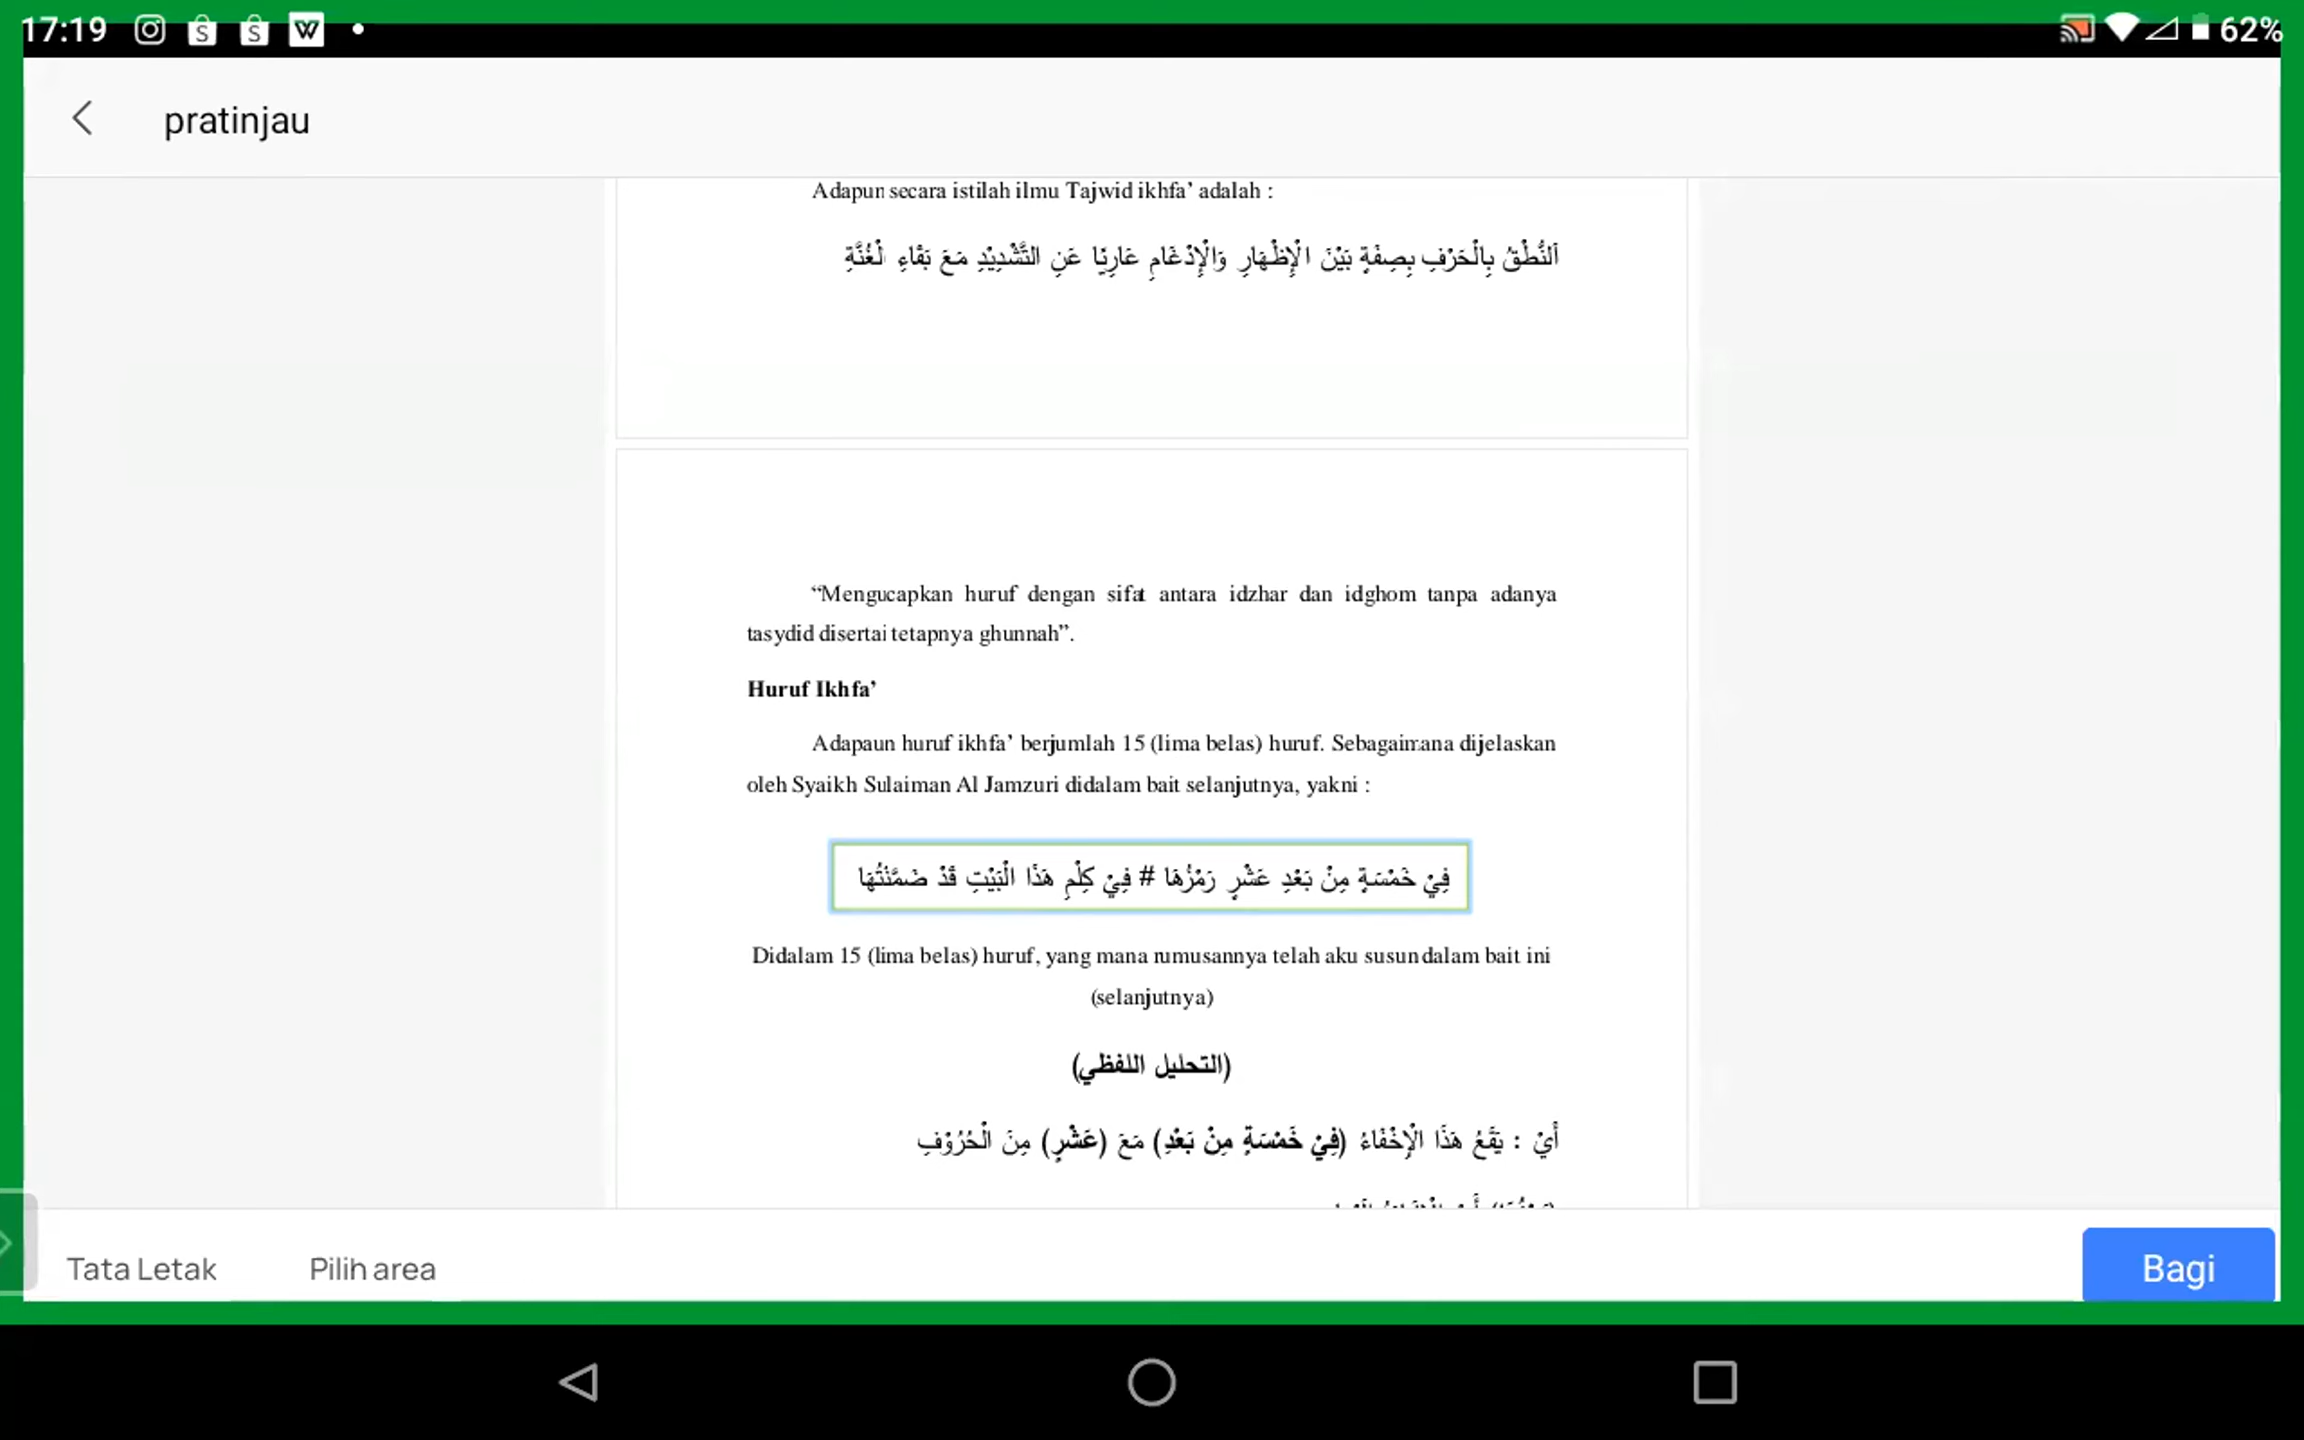 17:19
62%
pratinjau
Adapun secara istilah ilmu Tajwid ikhfa’ adalah :
اَلنُّطْقُ بِالْحَرْفِ بِصِفَةٍ بَيْنَ الْإِظْهَارِ وَالْإِدْغَامِ عَارِيًا عَنِ التَّشْدِيْدِ مَعَ بَقَاءِ الْغُنَّةِ
“Mengucapkan huruf dengan sifat antara idzhar dan idghom tanpa adanya
tasydid disertai tetapnya ghunnah”.
Huruf Ikhfa’
Adapaun huruf ikhfa’ berjumlah 15 (lima belas) huruf. Sebagaimana dijelaskan
oleh Syaikh Sulaiman Al Jamzuri didalam bait selanjutnya, yakni :
فِيْ خَمْسَةٍ مِنْ بَعْدِ عَشْرٍ رَمْزُهَا # فِيْ كِلْمِ هَذَا الْبَيْتِ قَدْ ضَمَّنْتُهَا
Didalam 15 (lima belas) huruf, yang mana rumusannya telah aku susun dalam bait ini
(selanjutnya)
(التحليل اللفظي)
أَيْ : يَقَعُ هَذَا الْإِخْفَاءُ (فِيْ خَمْسَةٍ مِنْ بَعْدِ) مَعَ (عَشْرٍ) مِنَ الْحُرُوْفِ
Tata Letak
Pilih area
Bagi